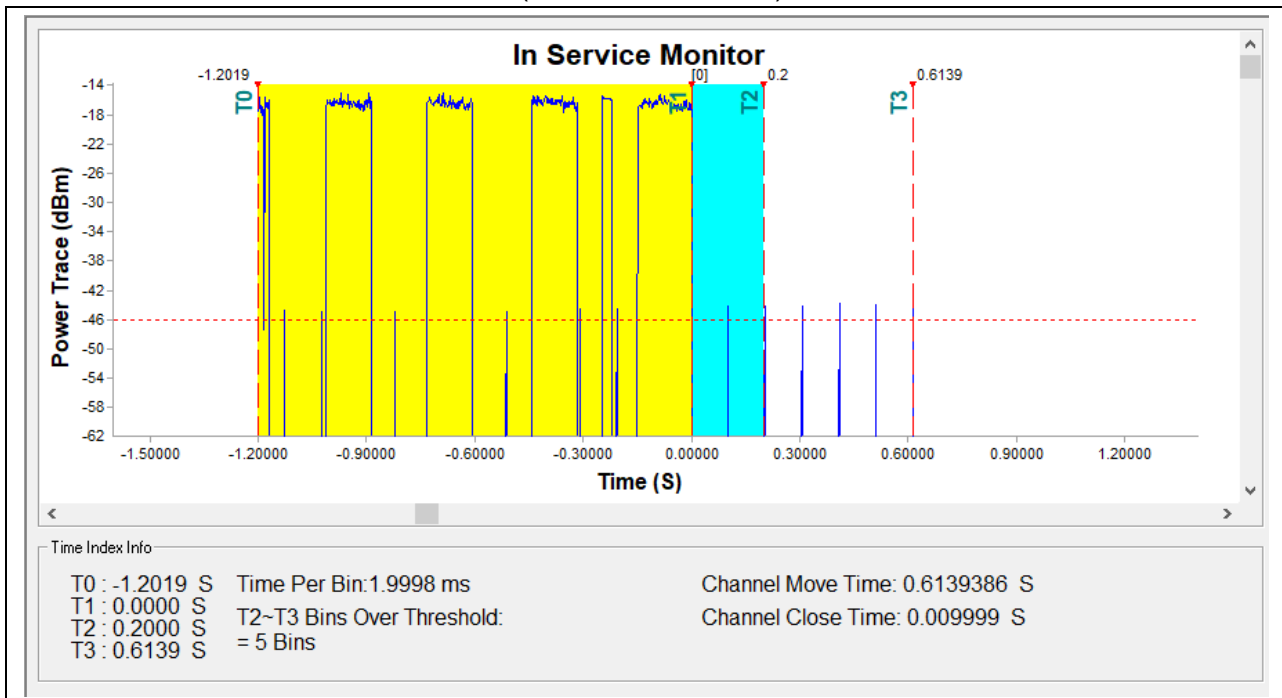 In Service Monitor
-1.2019 [0] 0.2 0.6139
T0 T1 T2 T3
Power Trace (dBm)
-14
-18
-22
-26
-30
-34
-38
-42
-46
-50
-54
-58
-62
-1.50000 -1.20000 -0.90000 -0.60000 -0.30000 0.00000 0.30000 0.60000 0.90000 1.20000
Time (S)
Time Index Info
T0 : -1.2019 S
T1 : 0.0000 S
T2 : 0.2000 S
T3 : 0.6139 S
Time Per Bin:1.9998 ms
T2~T3 Bins Over Threshold:
= 5 Bins
Channel Move Time: 0.6139386 S
Channel Close Time: 0.009999 S